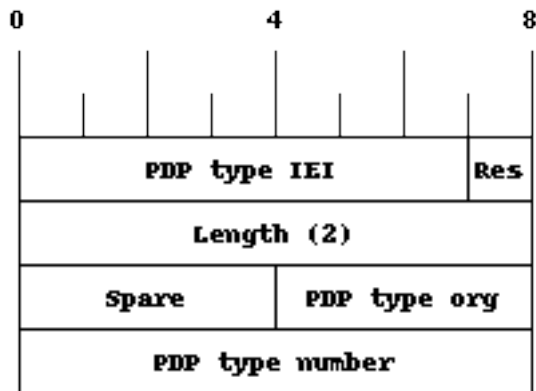 0 4 8
PDP type IEI Res
Length (2)
Spare PDP type org
PDP type number